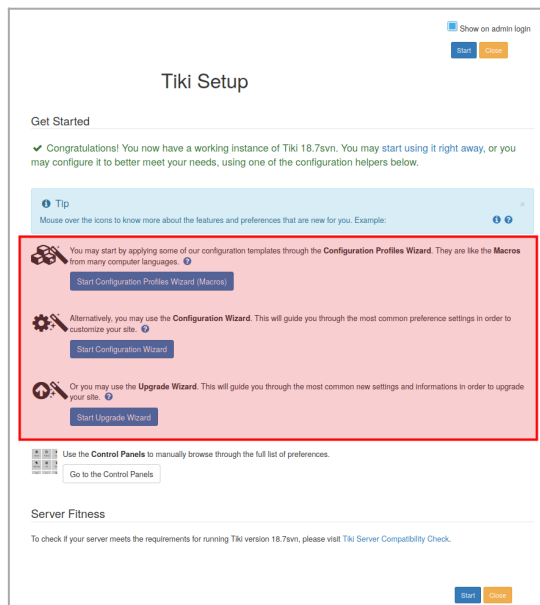 Show on admin login
Start Close
Tiki Setup
Get Started
Congratulations! You now have a working instance of Tiki 18.7svn. You may start using it right away, or you
may configure it to better meet your needs, using one of the configuration helpers below.
Tip
×
Mouse over the icons to know more about the features and preferences that are new for you. Example:
You may start by applying some of our configuration templates through the Configuration Profiles Wizard. They are like the Macros
from many computer languages.
Start Configuration Profiles Wizard (Macros)
Alternatively, you may use the Configuration Wizard. This will guide you through the most common preference settings in order to
customize your site.
Start Configuration Wizard
Or you may use the Upgrade Wizard. This will guide you through the most common new settings and informations in order to upgrade
your site.
Start Upgrade Wizard
Use the Control Panels to manually browse through the full list of preferences.
Go to the Control Panels
Server Fitness
To check if your server meets the requirements for running Tiki version 18.7svn, please visit Tiki Server Compatibility Check.
Start Close